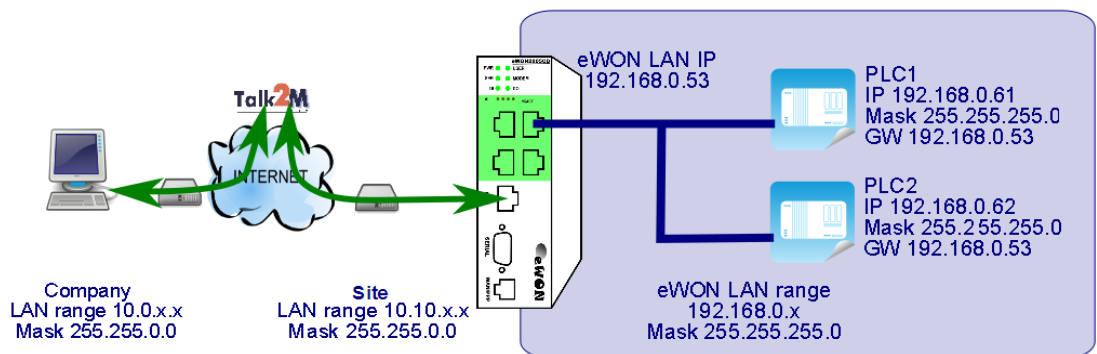 eWON LAN IP
192.168.0.53
PLC1
IP 192.168.0.61
Mask 255.255.255.0
GW 192.168.0.53
Talk2M
INTERNET
PLC2
IP 192.168.0.62
Mask 255.255.255.0
GW 192.168.0.53
SERIAL
eWON
Company
LAN range 10.0.x.x
Mask 255.255.0.0
Site
LAN range 10.10.x.x
Mask 255.255.0.0
eWON LAN range
192.168.0.x
Mask 255.255.255.0